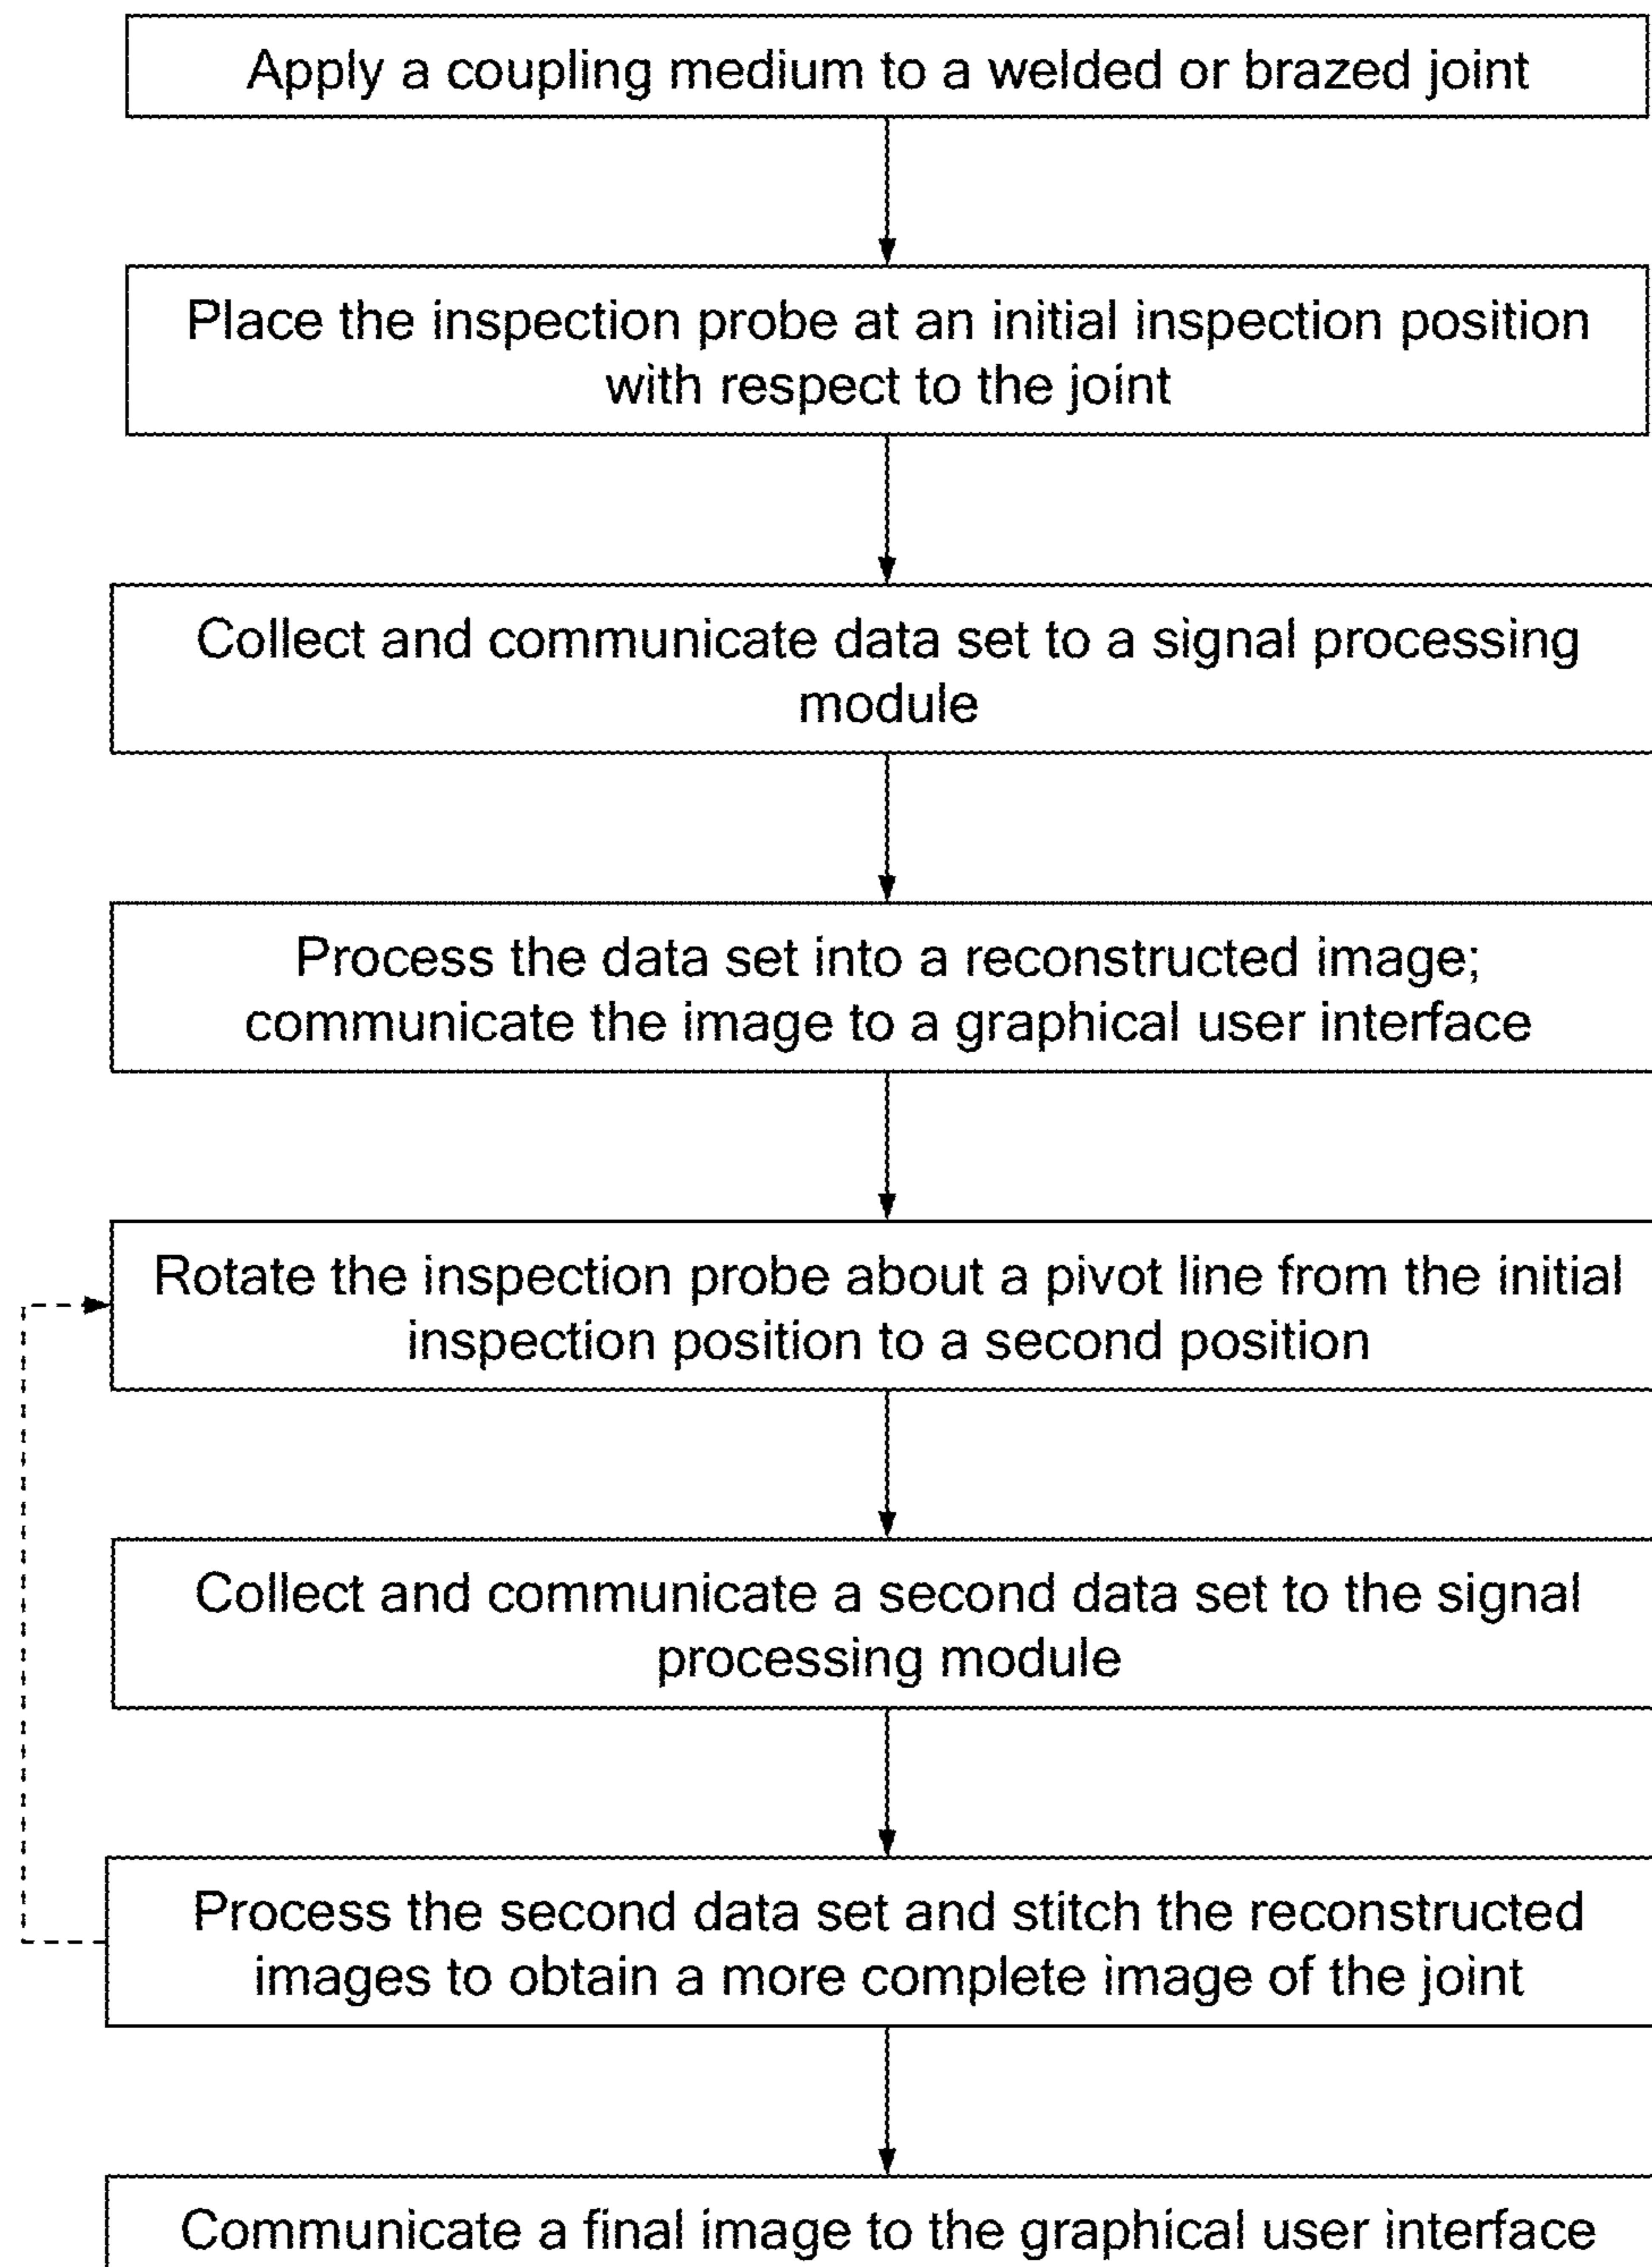 Apply a coupling medium to a welded or brazed joint
Place the inspection probe at an initial inspection position
with respect to the joint
Collect and communicate data set to a signal processing
module
Process the data set into a reconstructed image;
communicate the image to a graphical user interface
Rotate the inspection probe about a pivot line from the initial
inspection position to a second position
Collect and communicate a second data set to the signal
processing module
Process the second data set and stitch the reconstructed
images to obtain a more complete image of the joint
Communicate a final image to the graphical user interface